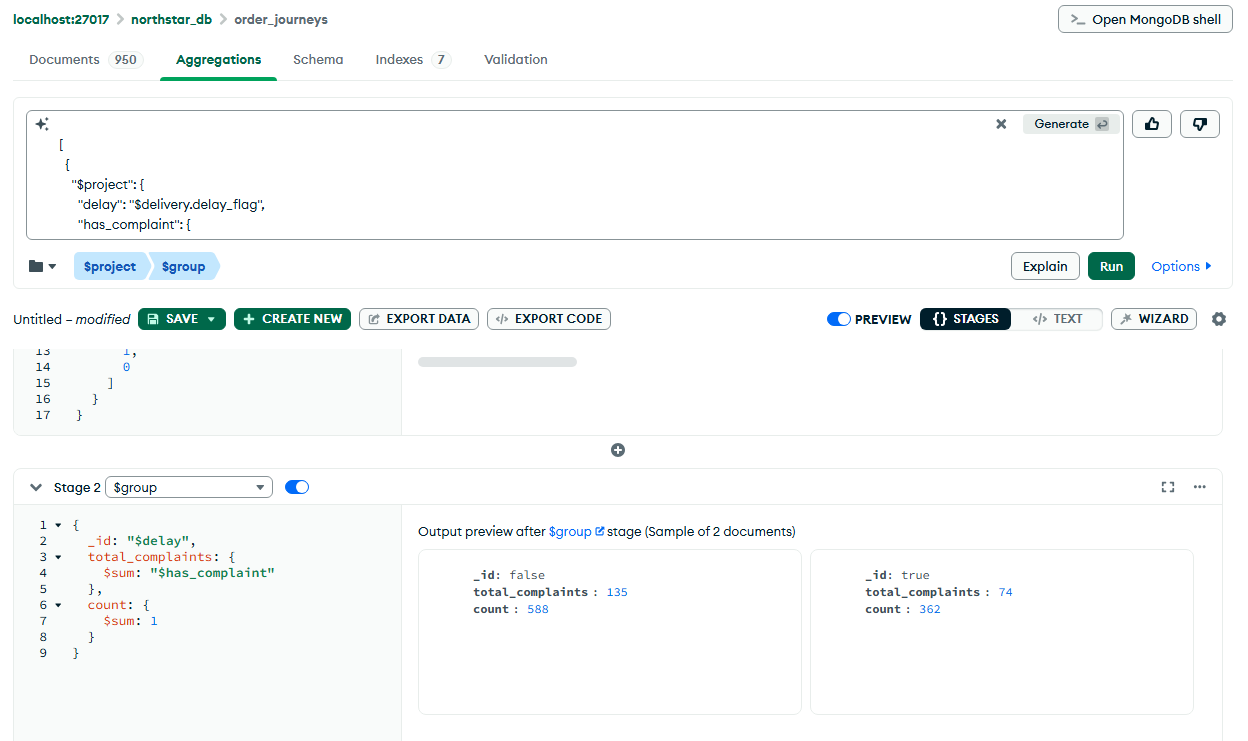 localhost:27017 > northstar_db > order_journeys
>_ Open MongoDB shell
Documents 950 Aggregations Schema Indexes 7 Validation
Generate
[
{
"$project": {
"delay": "$delivery.delay_flag",
"has_complaint": {
$project $group
Explain Run Options
Untitled – modified SAVE + CREATE NEW EXPORT DATA </> EXPORT CODE PREVIEW {} STAGES </> TEXT WIZARD
13 1,
14 0
15 ]
16 }
17 }
Stage 2 $group
1 {
2 _id: "$delay",
3 total_complaints: {
4 $sum: "$has_complaint"
5 },
6 count: {
7 $sum: 1
8 }
9 }
Output preview after $group stage (Sample of 2 documents)
_id: false
total_complaints : 135
count : 588
_id: true
total_complaints : 74
count : 362